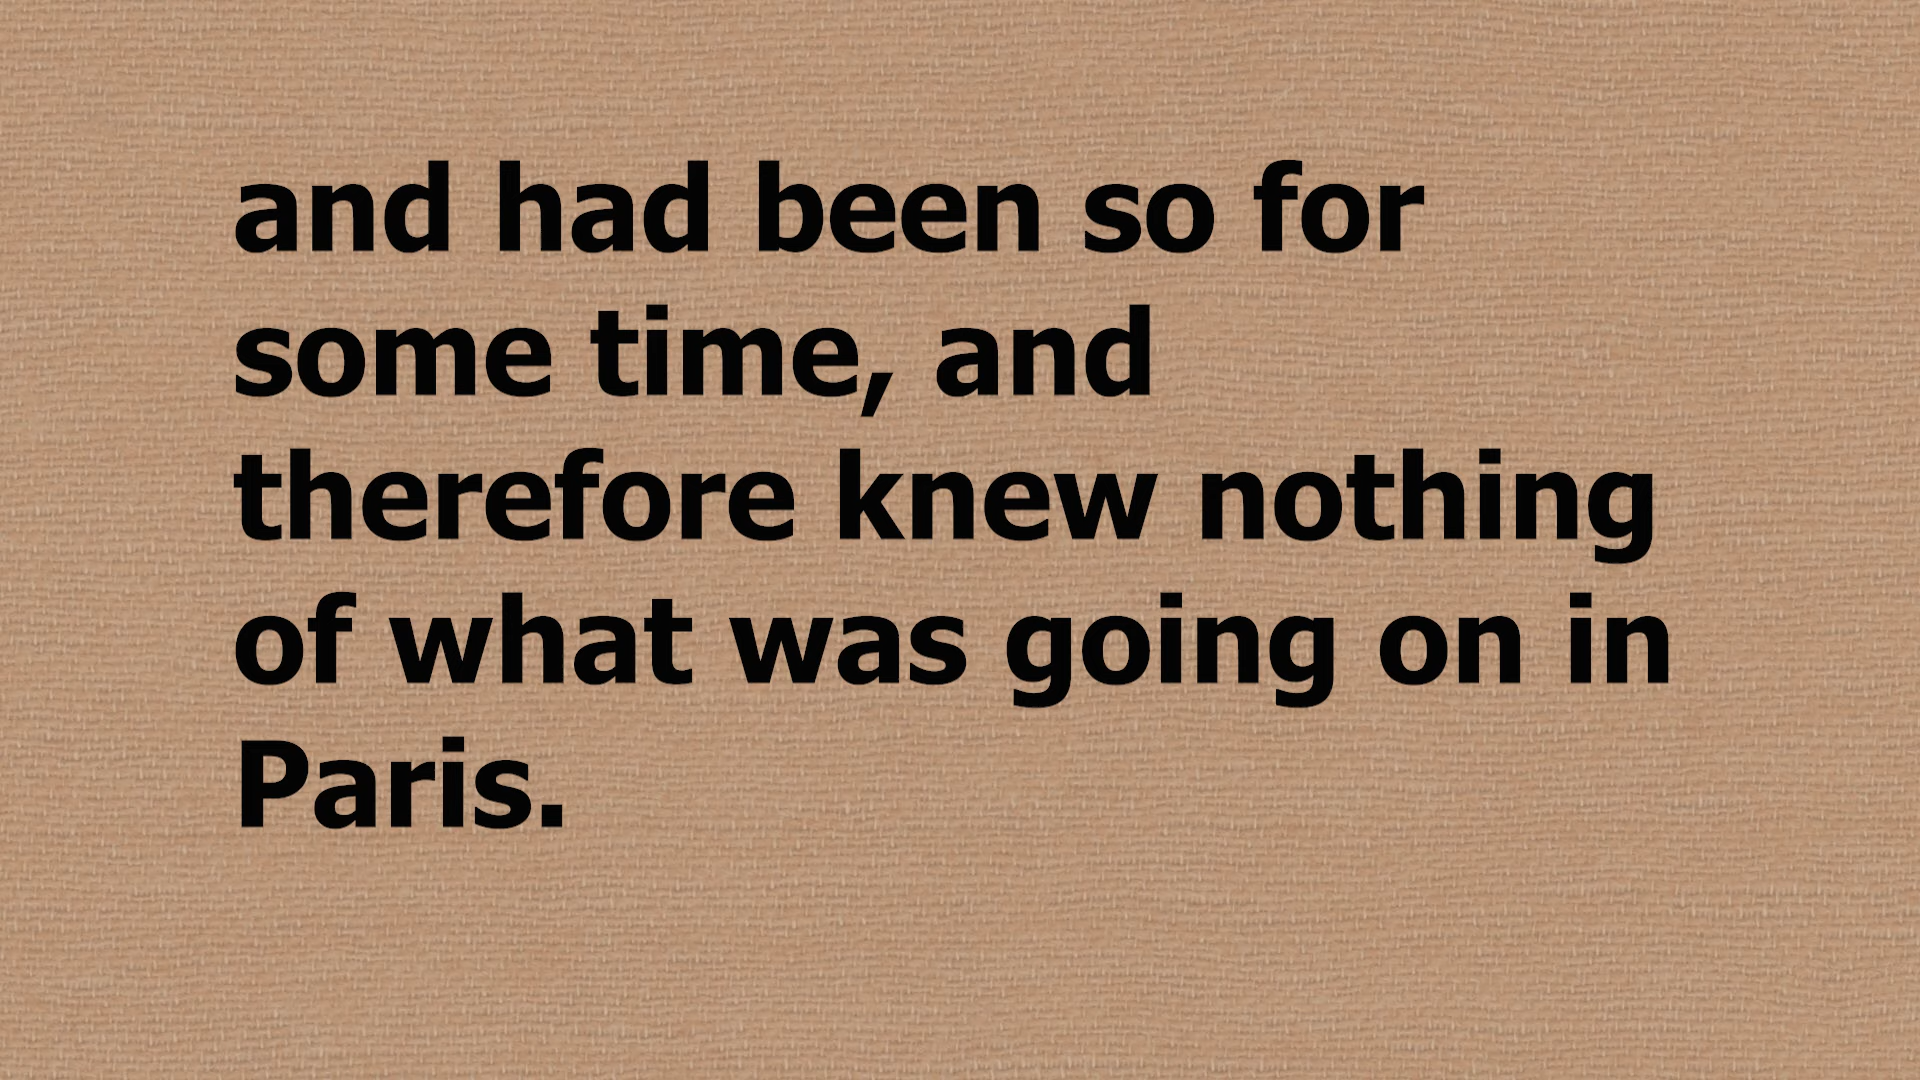 and had been so for
some time, and
therefore knew nothing
of what was going on in
Paris.